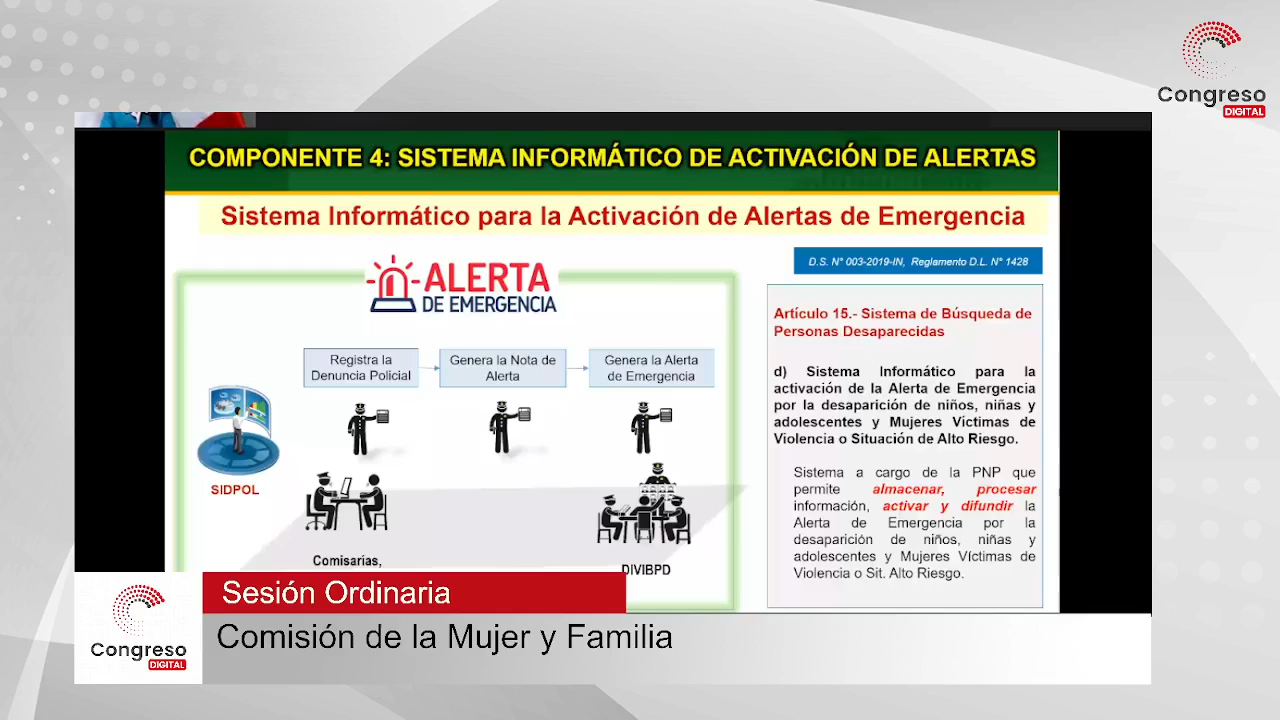 Congreso
DIGITAL
COMPONENTE 4: SISTEMA INFORMÁTICO DE ACTIVACIÓN DE ALERTAS
Sistema Informático para la Activación de Alertas de Emergencia
D.S. N° 003-2019-IN, Reglamento D.L. N° 1428
ALERTA
DE EMERGENCIA
Registra la
Denuncia Policial
Genera la Nota de
Alerta
Genera la Alerta
de Emergencia
SIDPOL
Comisarías,
DIVIBPD
Artículo 15.- Sistema de Búsqueda de
Personas Desaparecidas
d) Sistema Informático para la
activación de la Alerta de Emergencia
por la desaparición de niños, niñas y
adolescentes y Mujeres Víctimas de
Violencia o Situación de Alto Riesgo.
Sistema a cargo de la PNP que
permite almacenar, procesar
información, activar y difundir la
Alerta de Emergencia por la
desaparición de niños, niñas y
adolescentes y Mujeres Víctimas de
Violencia o Sit. Alto Riesgo.
Sesión Ordinaria
Comisión de la Mujer y Familia
Congreso
DIGITAL